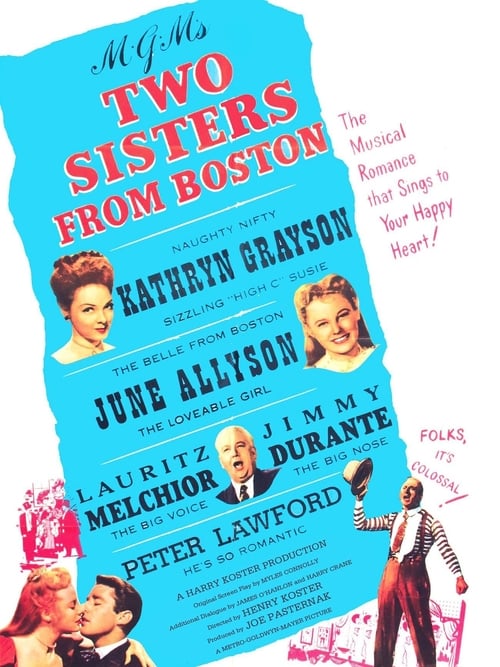 M-G-M's
TWO
SISTERS
FROM BOSTON
The
Musical
Romance
that Sings to
Your Happy
Heart!
NAUGHTY NIFTY
KATHRYN GRAYSON
SIZZLING "HIGH C" SUSIE
THE BELLE FROM BOSTON
JUNE ALLYSON
THE LOVEABLE GIRL
LAURITZ
MELCHIOR
THE BIG VOICE
JIMMY
DURANTE
THE BIG NOSE
FOLKS,
IT'S
COLOSSAL!
PETER LAWFORD
HE'S SO ROMANTIC
A HARRY KOSTER PRODUCTION
Original Screen Play by MYLES CONNOLLY
Additional Dialogue by JAMES O'HANLON and HARRY CRANE
Directed by HENRY KOSTER
Produced by JOE PASTERNAK
A METRO-GOLDWYN-MAYER PICTURE